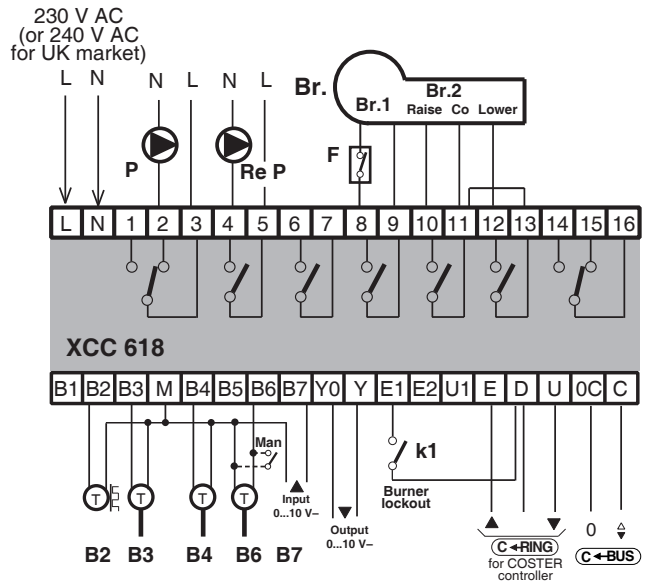 230 V AC
(or 240 V AC
for UK market)
L N N L N L
Br. Br.1 Br.2
Raise Co Lower
P Re P F
L N 1 2 3 4 5 6 7 8 9 10 11 12 13 14 15 16
XCC 618
B1 B2 B3 M B4 B5 B6 B7 Y0 Y E1 E2 U1 E D U 0C C
Man
k1
T T T T
Input
0...10 V–
Burner
lockout
Output
0...10 V–
B2 B3 B4 B6 B7
0
C RING
C BUS
for COSTER
controller